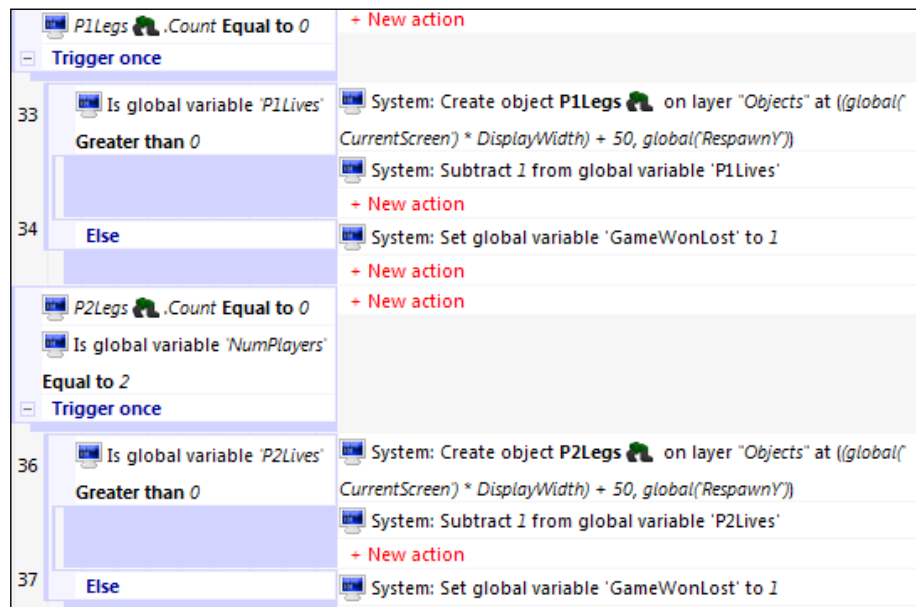 P1Legs .Count Equal to 0
+ New action
Trigger once
33
Is global variable 'P1Lives'
Greater than 0
System: Create object P1Legs on layer "Objects" at ((global('
CurrentScreen') * DisplayWidth) + 50, global('RespawnY'))
System: Subtract 1 from global variable 'P1Lives'
+ New action
34
Else
System: Set global variable 'GameWonLost' to 1
+ New action
P2Legs .Count Equal to 0
+ New action
Is global variable 'NumPlayers'
Equal to 2
Trigger once
36
Is global variable 'P2Lives'
Greater than 0
System: Create object P2Legs on layer "Objects" at ((global('
CurrentScreen') * DisplayWidth) + 50, global('RespawnY'))
System: Subtract 1 from global variable 'P2Lives'
+ New action
37
Else
System: Set global variable 'GameWonLost' to 1